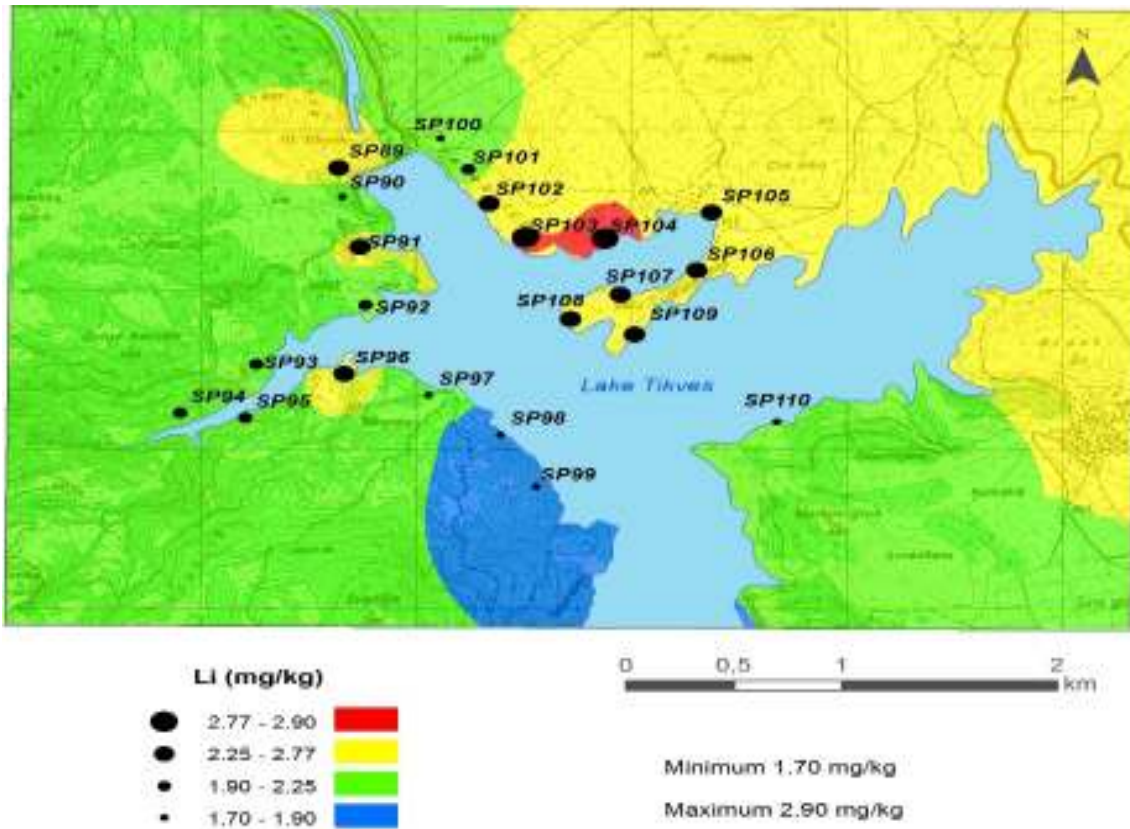 N
SP100
SP89
SP101
SP90
SP102
SP105
SP103
SP104
SP91
SP106
SP107
SP92
SP108
SP109
SP93
SP96
Lake Tikves
SP97
SP94
SP95
SP98
SP110
SP99
0 0,5 1 2
km
Li (mg/kg)
2.77 - 2.90
2.25 - 2.77
1.90 - 2.25
1.70 - 1.90
Minimum 1.70 mg/kg
Maximum 2.90 mg/kg